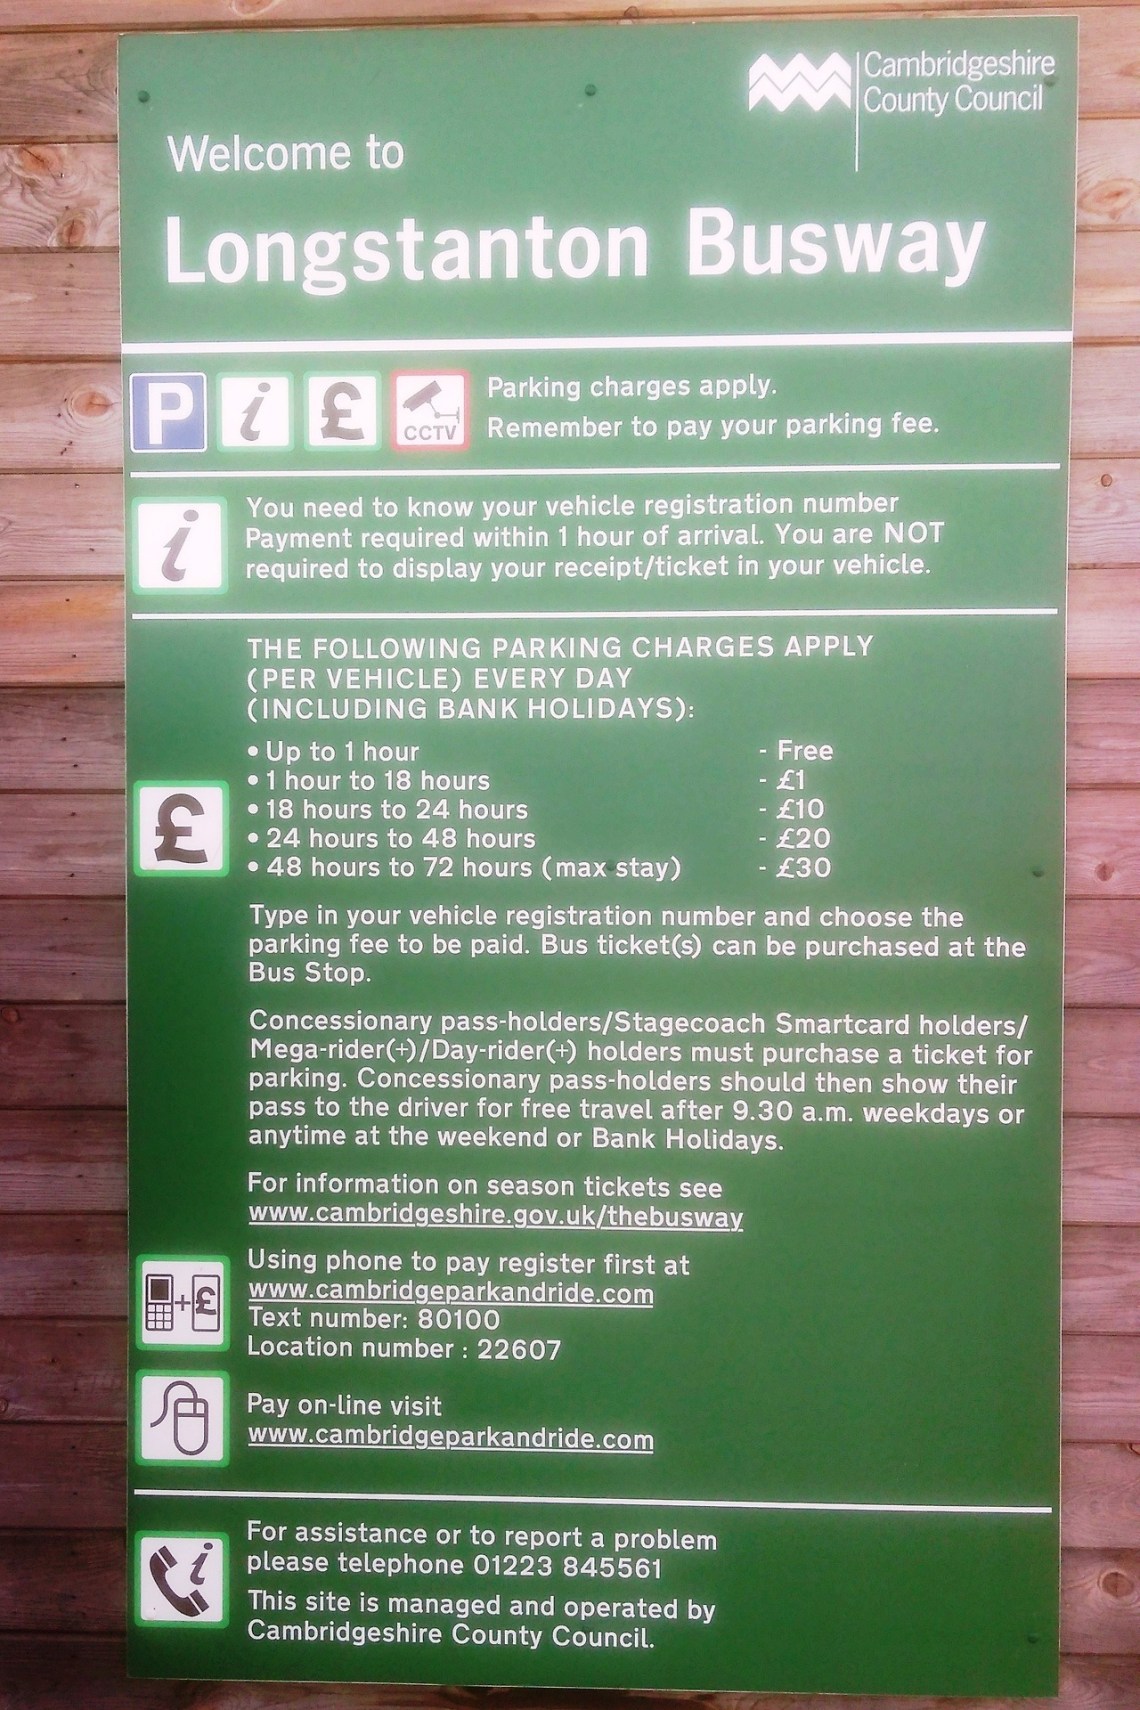 Cambridgeshire
County Council
Welcome to
Longstanton Busway
P i £ CCTV
Parking charges apply.
Remember to pay your parking fee.
i
You need to know your vehicle registration number
Payment required within 1 hour of arrival. You are NOT
required to display your receipt/ticket in your vehicle.
THE FOLLOWING PARKING CHARGES APPLY
(PER VEHICLE) EVERY DAY
(INCLUDING BANK HOLIDAYS):
• Up to 1 hour - Free
• 1 hour to 18 hours - £1
• 18 hours to 24 hours - £10
£
• 24 hours to 48 hours - £20
• 48 hours to 72 hours (max stay) - £30
Type in your vehicle registration number and choose the
parking fee to be paid. Bus ticket(s) can be purchased at the
Bus Stop.
Concessionary pass-holders/Stagecoach Smartcard holders/
Mega-rider(+)/Day-rider(+) holders must purchase a ticket for
parking. Concessionary pass-holders should then show their
pass to the driver for free travel after 9.30 a.m. weekdays or
anytime at the weekend or Bank Holidays.
For information on season tickets see
www.cambridgeshire.gov.uk/thebusway
Using phone to pay register first at
www.cambridgeparkandride.com
+£
Text number: 80100
Location number : 22607
Pay on-line visit
www.cambridgeparkandride.com
For assistance or to report a problem
please telephone 01223 845561
i
This site is managed and operated by
Cambridgeshire County Council.